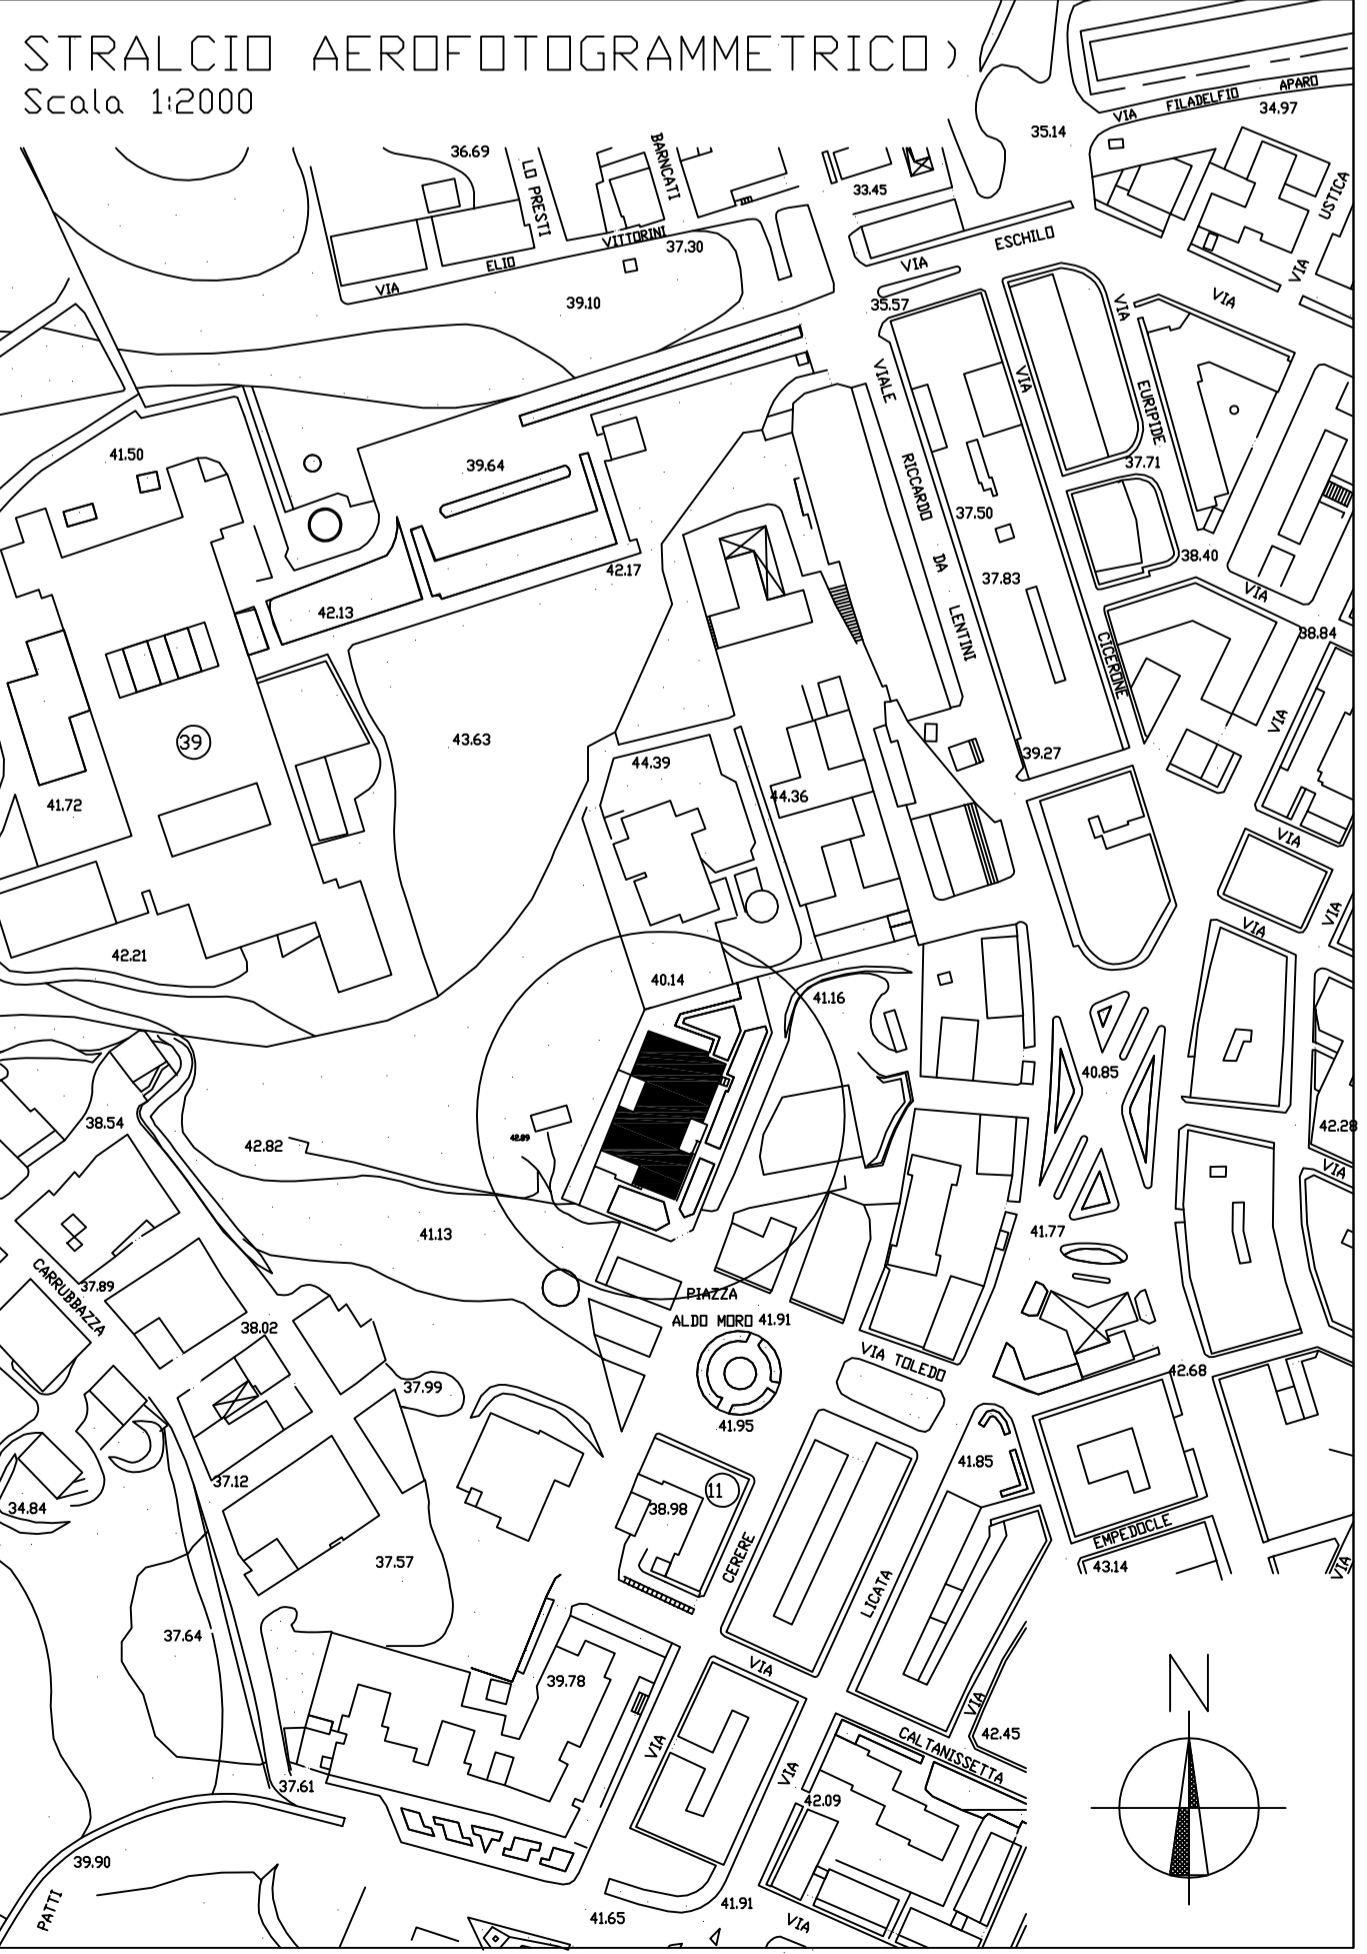 STRALCIO AEROFOTOGRAMMETRICO)
Scala 1:2000
VIA FILADELFIO APARO
34.97
35.14
36.69
LO PRESTI
BARNCATI
33.45
USTICA
VIA
VIA ELIO VITTORINI
37.30
VIA ESCHILO
39.10
35.57
VIA
VIA
EURIPIDE
VIALE RICCARDO DA LENTINI
VIA
CICERONE
41.50
39.64
37.71
37.50
38.40
42.17
37.83
VIA
42.13
38.84
39
43.63
VIA
44.39
39.27
41.72
44.36
VIA
VIA
VIA
42.21
40.14
41.16
40.85
38.54
42.82
42.89
42.28
VIA
41.13
41.77
CARRUBBAZZA
37.89
PIAZZA
ALDO MORO 41.91
38.02
VIA TOLEDO
42.68
37.99
41.95
41.85
37.12
11
34.84
38.98
EMPEDOCLE
CERERE
43.14
VIA
37.57
LICATA
37.64
VIA
39.78
N
VIA
VIA
42.45
CALTANISSETTA
VIA
37.61
42.09
39.90
PATTI
41.91
41.65
VIA